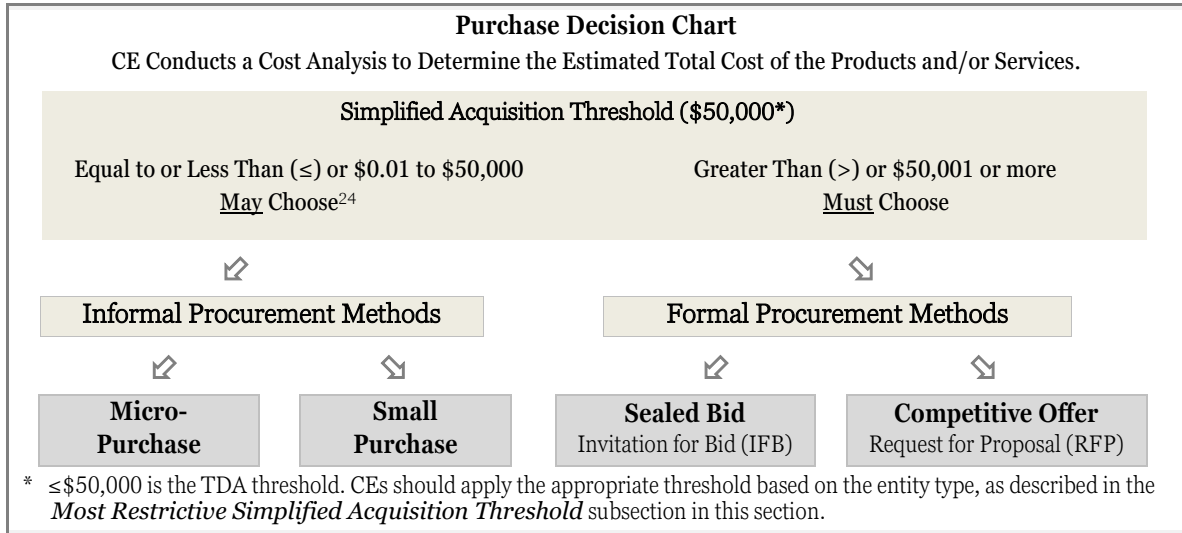 Purchase Decision Chart
CE Conducts a Cost Analysis to Determine the Estimated Total Cost of the Products and/or Services.
Simplified Acquisition Threshold ($50,000*)
Equal to or Less Than (≤) or $0.01 to $50,000
May Choose24
Greater Than (>) or $50,001 or more
Must Choose
Informal Procurement Methods
Formal Procurement Methods
Micro-
Purchase
Small
Purchase
Sealed Bid
Invitation for Bid (IFB)
Competitive Offer
Request for Proposal (RFP)
* ≤$50,000 is the TDA threshold. CEs should apply the appropriate threshold based on the entity type, as described in the
Most Restrictive Simplified Acquisition Threshold subsection in this section.